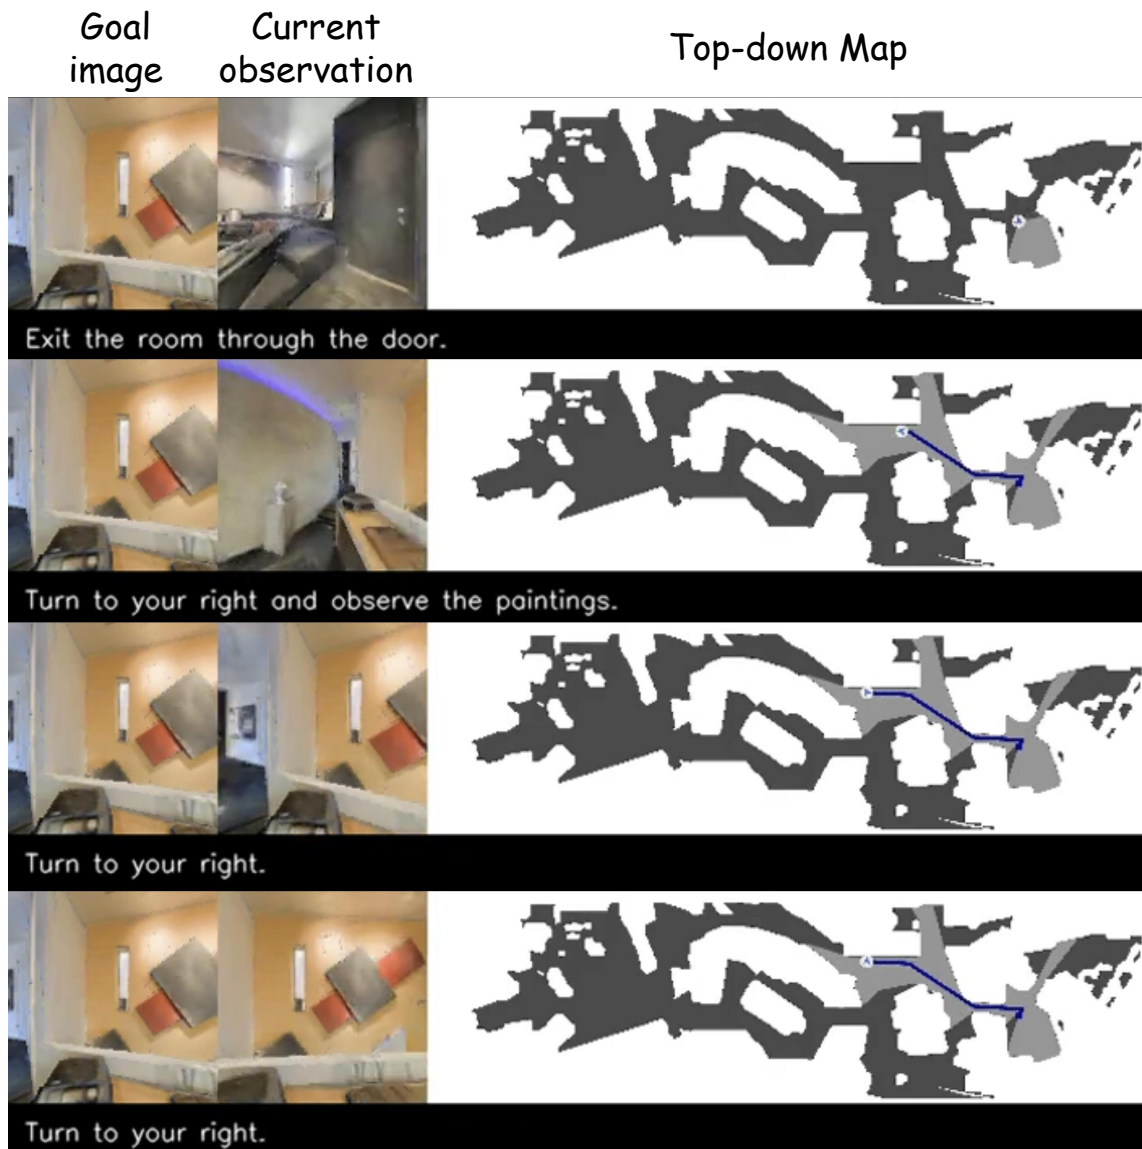 Goal image
Current observation
Top-down Map
Exit the room through the door.
Turn to your right and observe the paintings.
Turn to your right.
Turn to your right.